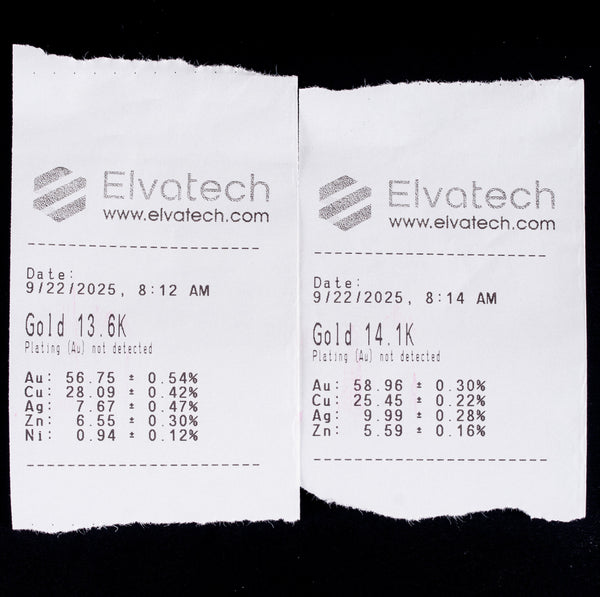 Elvatech
www.elvatech.com
Date:
9/22/2025, 8:12 AM
Gold 13.6K
Plating (Au) not detected
Au: 56.75 ± 0.54%
Cu: 28.09 ± 0.42%
Ag: 7.67 ± 0.47%
Zn: 6.55 ± 0.30%
Ni: 0.94 ± 0.12%
Elvatech
www.elvatech.com
Date:
9/22/2025, 8:14 AM
Gold 14.1K
Plating (Au) not detected
Au: 58.96 ± 0.30%
Cu: 25.45 ± 0.22%
Ag: 9.99 ± 0.28%
Zn: 5.59 ± 0.16%